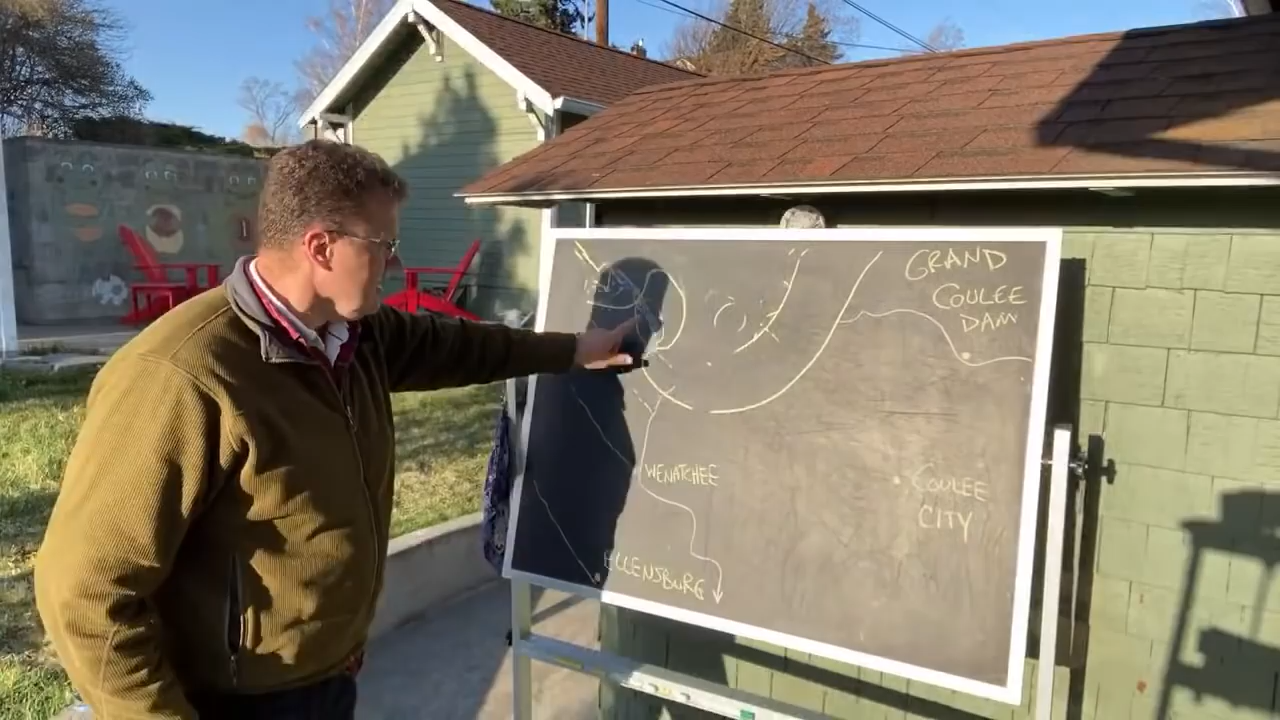 GRAND
COULEE
DAM
WENATCHEE
COULEE
CITY
ELLENSBURG